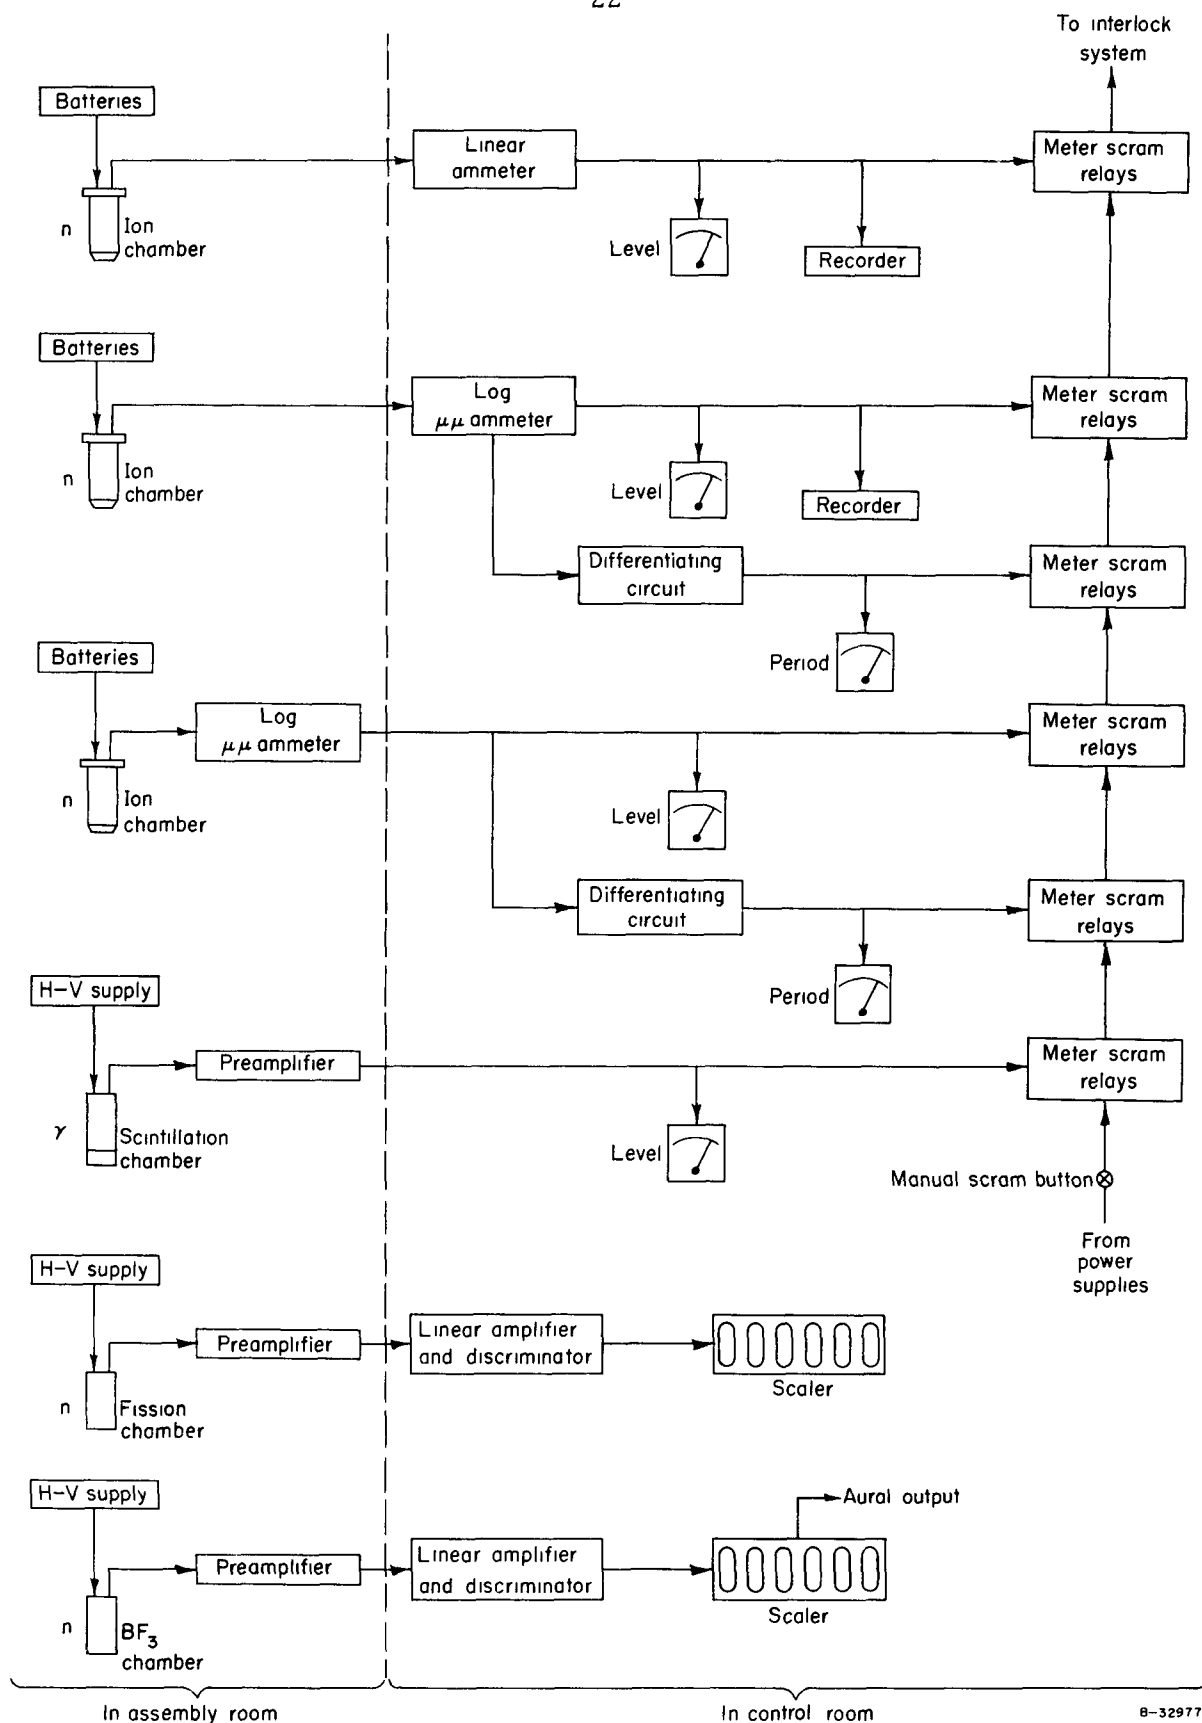 22
To interlock
system
Batteries
Linear
ammeter
Meter scram
relays
n
Ion
chamber
Level
Recorder
Batteries
Log
μμ ammeter
Meter scram
relays
n
Ion
chamber
Level
Recorder
Differentiating
circuit
Meter scram
relays
Period
Batteries
Log
μμ ammeter
Meter scram
relays
n
Ion
chamber
Level
Differentiating
circuit
Meter scram
relays
Period
H-V supply
Preamplifier
Meter scram
relays
γ
Scintillation
chamber
Level
Manual scram button
From
power
supplies
H-V supply
Preamplifier
Linear amplifier
and discriminator
Scaler
n
Fission
chamber
H-V supply
Aural output
Preamplifier
Linear amplifier
and discriminator
Scaler
n
BF₃
chamber
In assembly room
In control room
8-32977